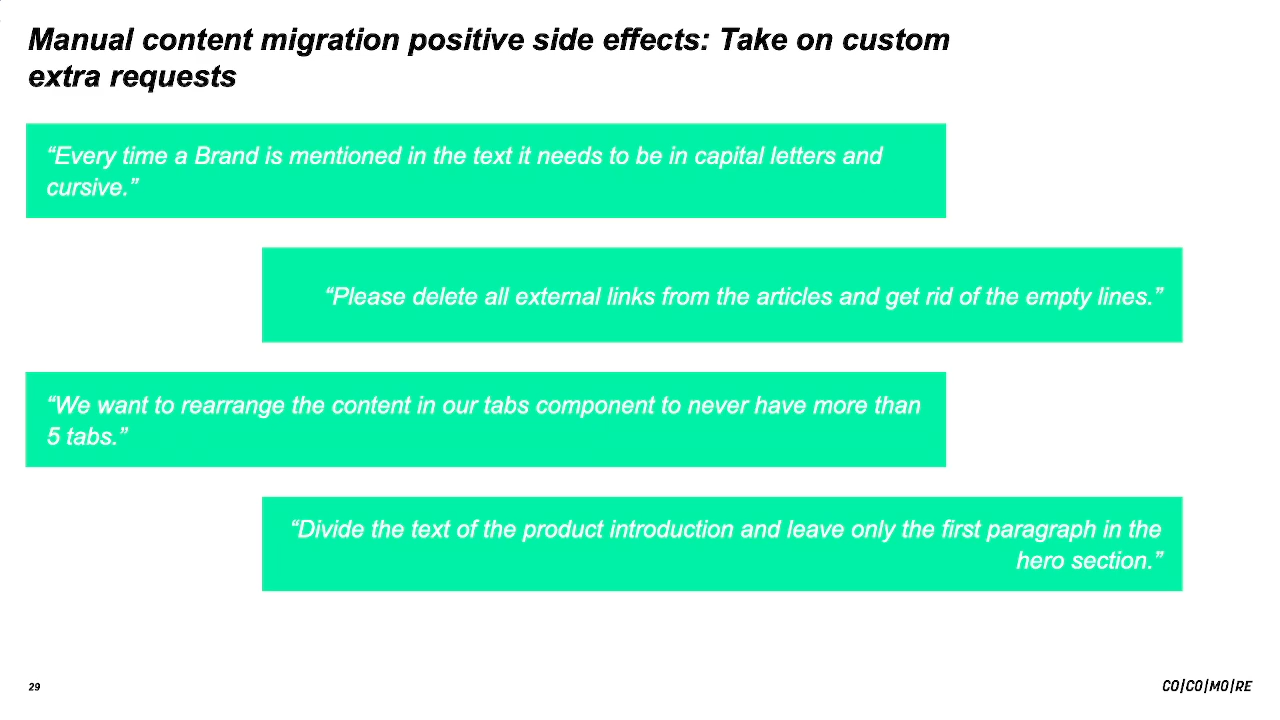 Manual content migration positive side effects: Take on custom
extra requests
“Every time a Brand is mentioned in the text it needs to be in capital letters and
cursive.”
“Please delete all external links from the articles and get rid of the empty lines.”
“We want to rearrange the content in our tabs component to never have more than
5 tabs.”
“Divide the text of the product introduction and leave only the first paragraph in the
hero section.”
29
CO|CO|MO|RE